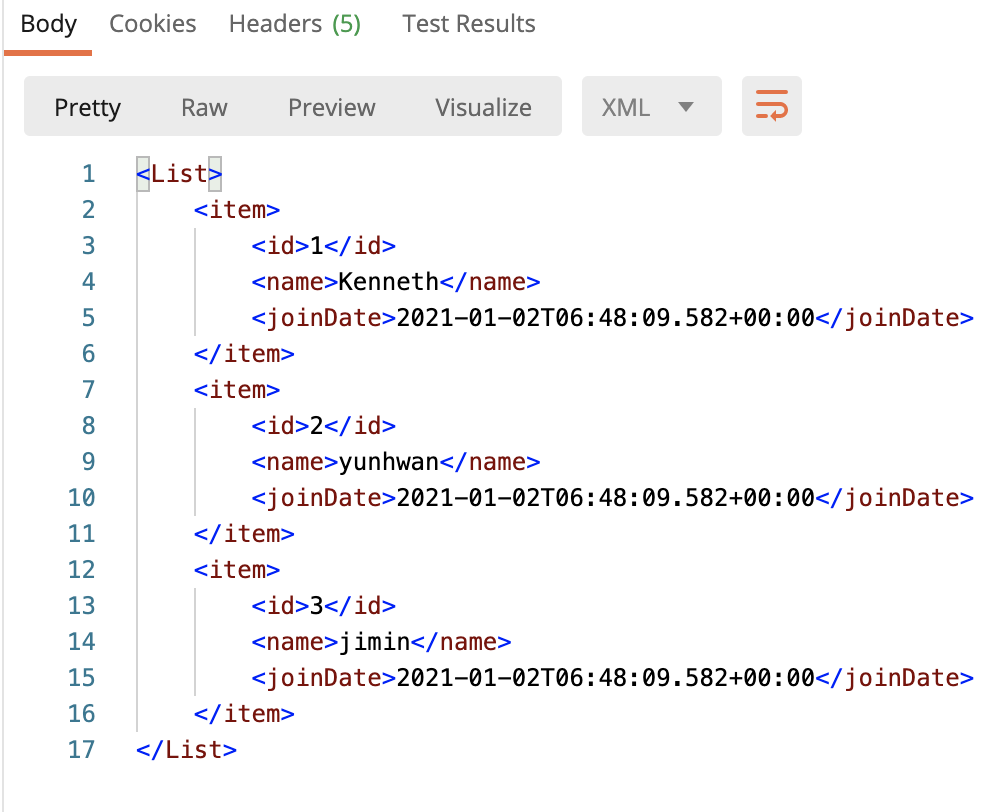 Body Cookies Headers (5) Test Results
Pretty Raw Preview Visualize XML
1 <List>
2 <item>
3 <id>1</id>
4 <name>Kenneth</name>
5 <joinDate>2021-01-02T06:48:09.582+00:00</joinDate>
6 </item>
7 <item>
8 <id>2</id>
9 <name>yunhwan</name>
10 <joinDate>2021-01-02T06:48:09.582+00:00</joinDate>
11 </item>
12 <item>
13 <id>3</id>
14 <name>jimin</name>
15 <joinDate>2021-01-02T06:48:09.582+00:00</joinDate>
16 </item>
17 </List>